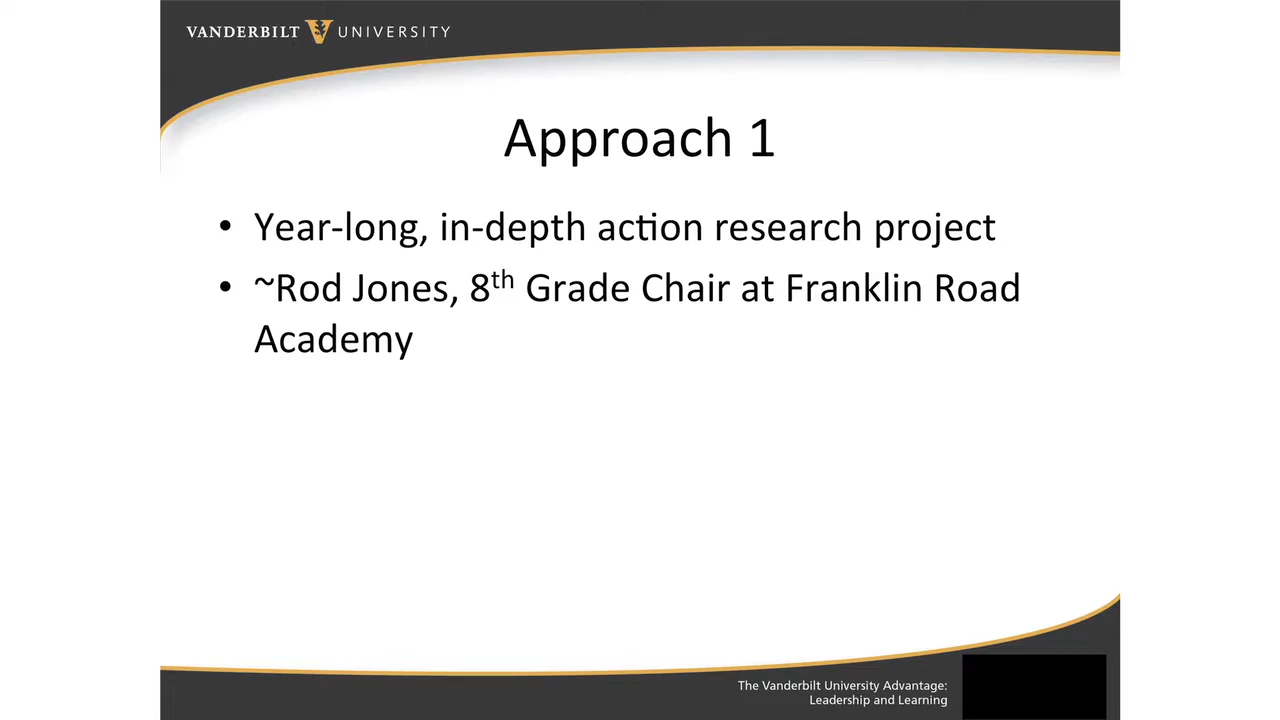 VANDERBILT V UNIVERSITY
Approach 1
• Year-long, in-depth action research project
• ~Rod Jones, 8th Grade Chair at Franklin Road
Academy
The Vanderbilt University Advantage:
Leadership and Learning